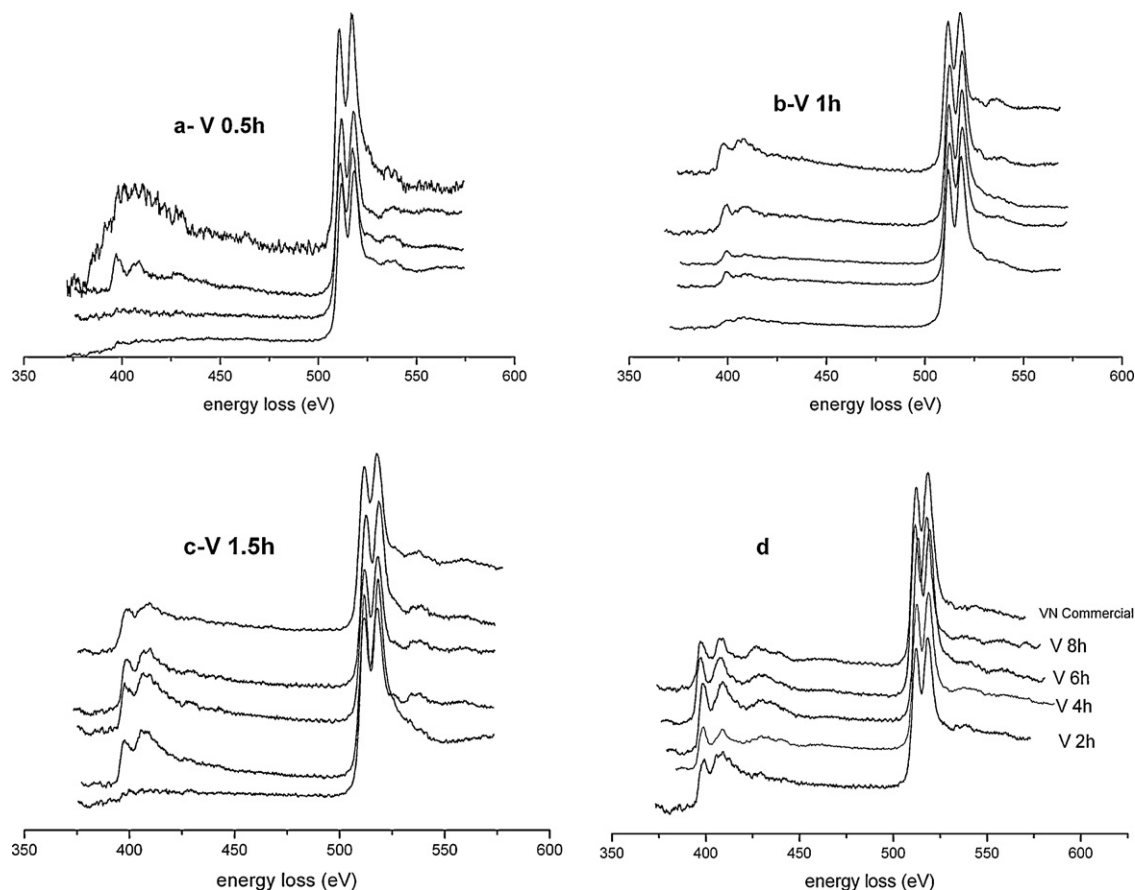 a- V 0.5h
350 400 450 500 550 600
energy loss (eV)
b-V 1h
350 400 450 500 550 600
energy loss (eV)
c-V 1.5h
350 400 450 500 550 600
energy loss (eV)
d
VN Commercial
V 8h
V 6h
V 4h
V 2h
350 400 450 500 550 600
energy loss (eV)